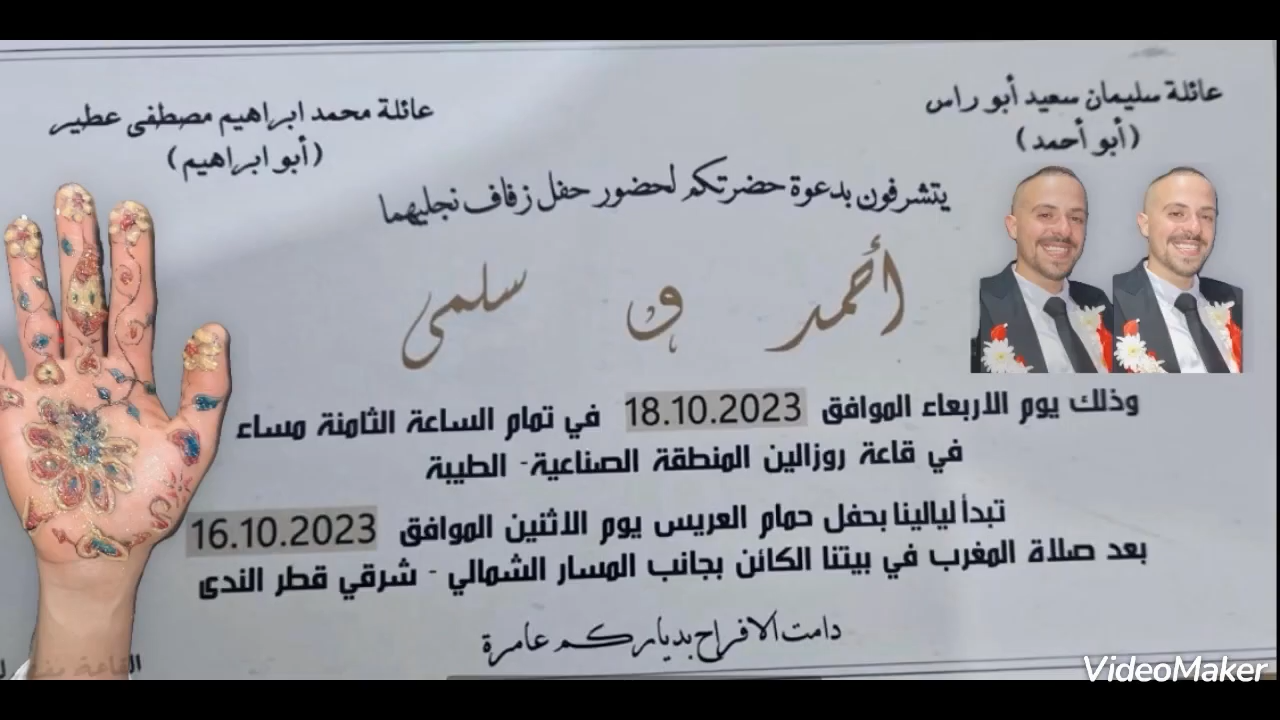 عائلة سليمان سعيد أبو راس
(أبو أحمد)
عائلة محمد ابراهيم مصطفى عطير
(أبو ابراهيم)
يتشرفون بدعوة حضرتكم لحضور حفل زفاف نجليهما
أحمد و سلمى
وذلك يوم الاربعاء الموافق 18.10.2023 في تمام الساعة الثامنة مساء
في قاعة روزالين المنطقة الصناعية- الطيبة
تبدأ ليالينا بحفل حمام العريس يوم الاثنين الموافق 16.10.2023
بعد صلاة المغرب في بيتنا الكائن بجانب المسار الشمالي - شرقي قطر الندى
دامت الافراح بدياركم عامرة
القاعة
VideoMaker